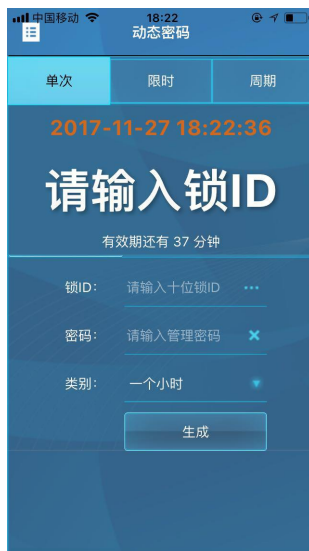 中国移动 18:22
动态密码
单次 限时 周期
2017-11-27 18:22:36
请输入锁ID
有效期还有 37 分钟
锁ID： 请输入十位锁ID
密码： 请输入管理密码
类别： 一个小时
生成